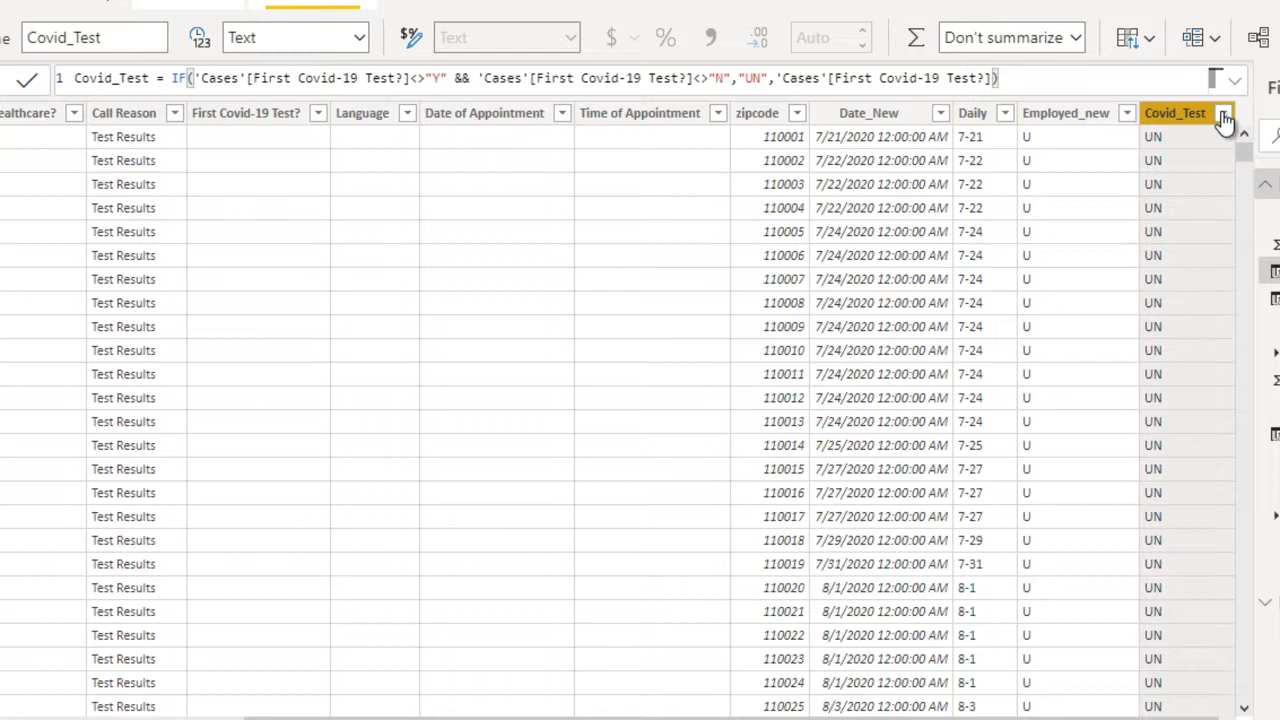 ne Covid_Test 123 Text $% Text $ % 9 .00 Auto Σ Don't summarize
1 Covid_Test = IF('Cases'[First Covid-19 Test?]<>"Y" && 'Cases'[First Covid-19 Test?]<>"N","UN",'Cases'[First Covid-19 Test?]) Fi
ealthcare? Call Reason First Covid-19 Test? Language Date of Appointment Time of Appointment zipcode Date_New Daily Employed_new Covid_Test
Test Results 110001 7/21/2020 12:00:00 AM 7-21 U UN
Test Results 110002 7/22/2020 12:00:00 AM 7-22 U UN
Test Results 110003 7/22/2020 12:00:00 AM 7-22 U UN
Test Results 110004 7/22/2020 12:00:00 AM 7-22 U UN
Test Results 110005 7/24/2020 12:00:00 AM 7-24 U UN
Test Results 110006 7/24/2020 12:00:00 AM 7-24 U UN
Test Results 110007 7/24/2020 12:00:00 AM 7-24 U UN
Test Results 110008 7/24/2020 12:00:00 AM 7-24 U UN
Test Results 110009 7/24/2020 12:00:00 AM 7-24 U UN
Test Results 110010 7/24/2020 12:00:00 AM 7-24 U UN
Test Results 110011 7/24/2020 12:00:00 AM 7-24 U UN
Test Results 110012 7/24/2020 12:00:00 AM 7-24 U UN
Test Results 110013 7/24/2020 12:00:00 AM 7-24 U UN
Test Results 110014 7/25/2020 12:00:00 AM 7-25 U UN
Test Results 110015 7/27/2020 12:00:00 AM 7-27 U UN
Test Results 110016 7/27/2020 12:00:00 AM 7-27 U UN
Test Results 110017 7/27/2020 12:00:00 AM 7-27 U UN
Test Results 110018 7/29/2020 12:00:00 AM 7-29 U UN
Test Results 110019 7/31/2020 12:00:00 AM 7-31 U UN
Test Results 110020 8/1/2020 12:00:00 AM 8-1 U UN
Test Results 110021 8/1/2020 12:00:00 AM 8-1 U UN
Test Results 110022 8/1/2020 12:00:00 AM 8-1 U UN
Test Results 110023 8/1/2020 12:00:00 AM 8-1 U UN
Test Results 110024 8/1/2020 12:00:00 AM 8-1 U UN
Test Results 110025 8/3/2020 12:00:00 AM 8-3 U UN